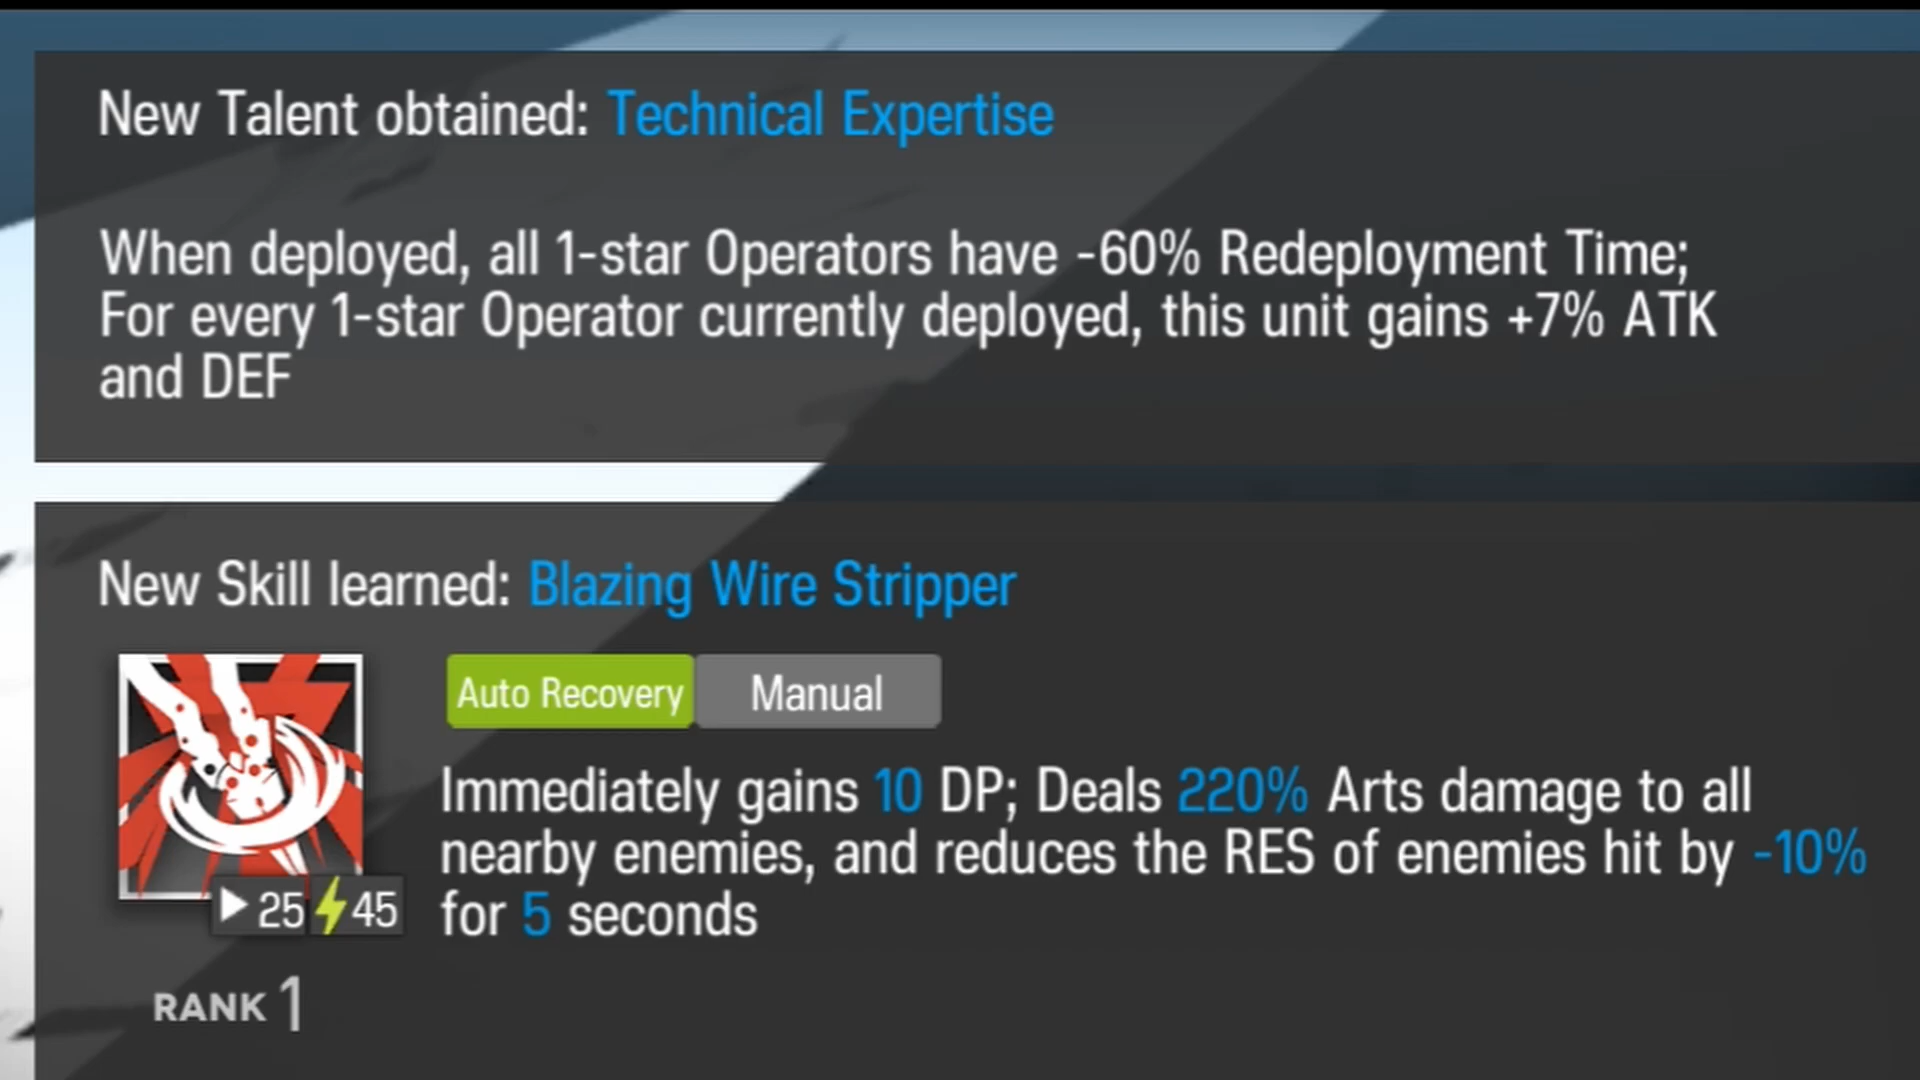 New Talent obtained: Technical Expertise
When deployed, all 1-star Operators have -60% Redeployment Time;
For every 1-star Operator currently deployed, this unit gains +7% ATK
and DEF
New Skill learned: Blazing Wire Stripper
Auto Recovery Manual
Immediately gains 10 DP; Deals 220% Arts damage to all
nearby enemies, and reduces the RES of enemies hit by -10%
for 5 seconds
25 45
RANK 1